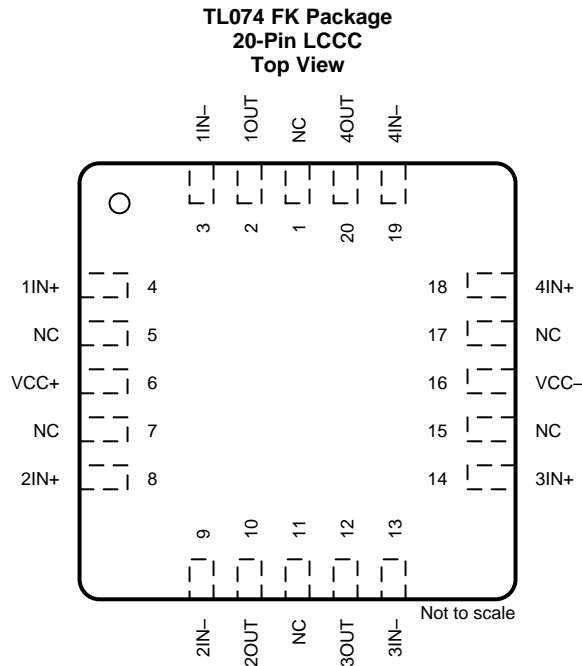 TL074 FK Package
20-Pin LCCC
Top View
1IN–
1OUT
NC
4OUT
4IN–
3
2
1
20
19
1IN+ 4
NC 5
VCC+ 6
NC 7
2IN+ 8
18 4IN+
17 NC
16 VCC–
15 NC
14 3IN+
9
10
11
12
13
2IN–
2OUT
NC
3OUT
3IN–
Not to scale